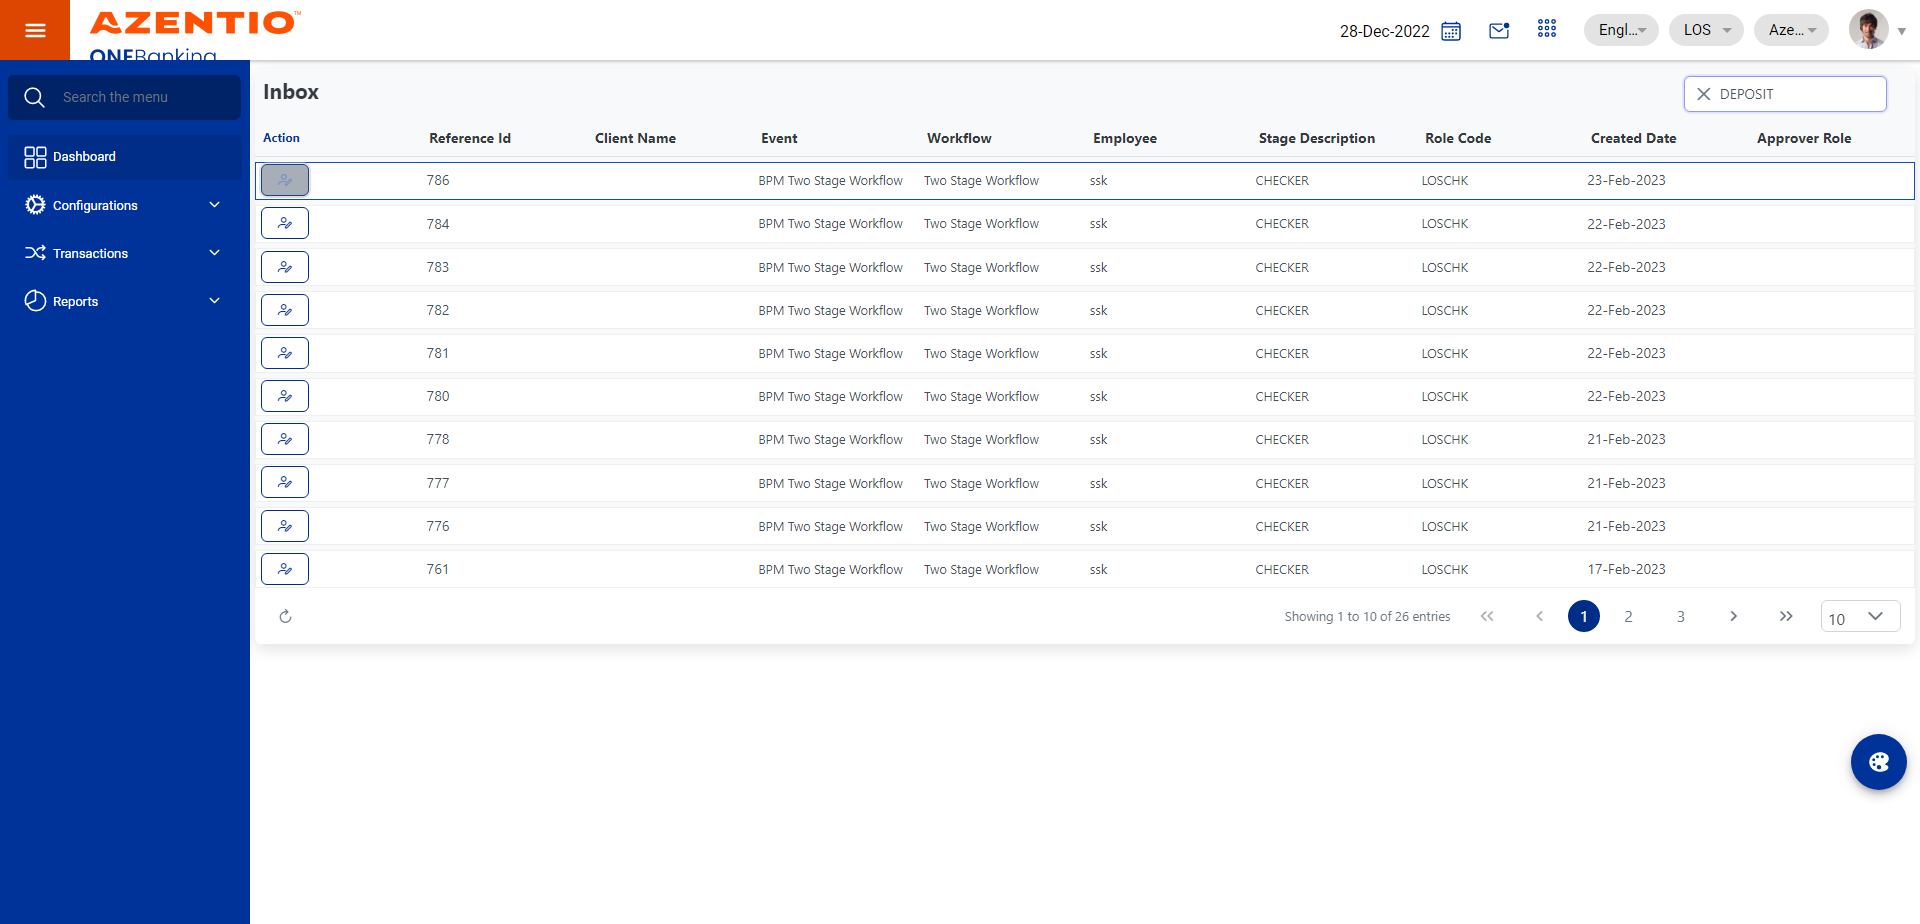 AZENTIO™
ONEBanking
28-Dec-2022
Engl...
LOS
Aze...
Search the menu
Dashboard
Configurations
Transactions
Reports
Inbox
DEPOSIT
Action Reference Id Client Name Event Workflow Employee Stage Description Role Code Created Date Approver Role
786 BPM Two Stage Workflow Two Stage Workflow ssk CHECKER LOSCHK 23-Feb-2023
784 BPM Two Stage Workflow Two Stage Workflow ssk CHECKER LOSCHK 22-Feb-2023
783 BPM Two Stage Workflow Two Stage Workflow ssk CHECKER LOSCHK 22-Feb-2023
782 BPM Two Stage Workflow Two Stage Workflow ssk CHECKER LOSCHK 22-Feb-2023
781 BPM Two Stage Workflow Two Stage Workflow ssk CHECKER LOSCHK 22-Feb-2023
780 BPM Two Stage Workflow Two Stage Workflow ssk CHECKER LOSCHK 22-Feb-2023
778 BPM Two Stage Workflow Two Stage Workflow ssk CHECKER LOSCHK 21-Feb-2023
777 BPM Two Stage Workflow Two Stage Workflow ssk CHECKER LOSCHK 21-Feb-2023
776 BPM Two Stage Workflow Two Stage Workflow ssk CHECKER LOSCHK 21-Feb-2023
761 BPM Two Stage Workflow Two Stage Workflow ssk CHECKER LOSCHK 17-Feb-2023
Showing 1 to 10 of 26 entries 1 2 3 10